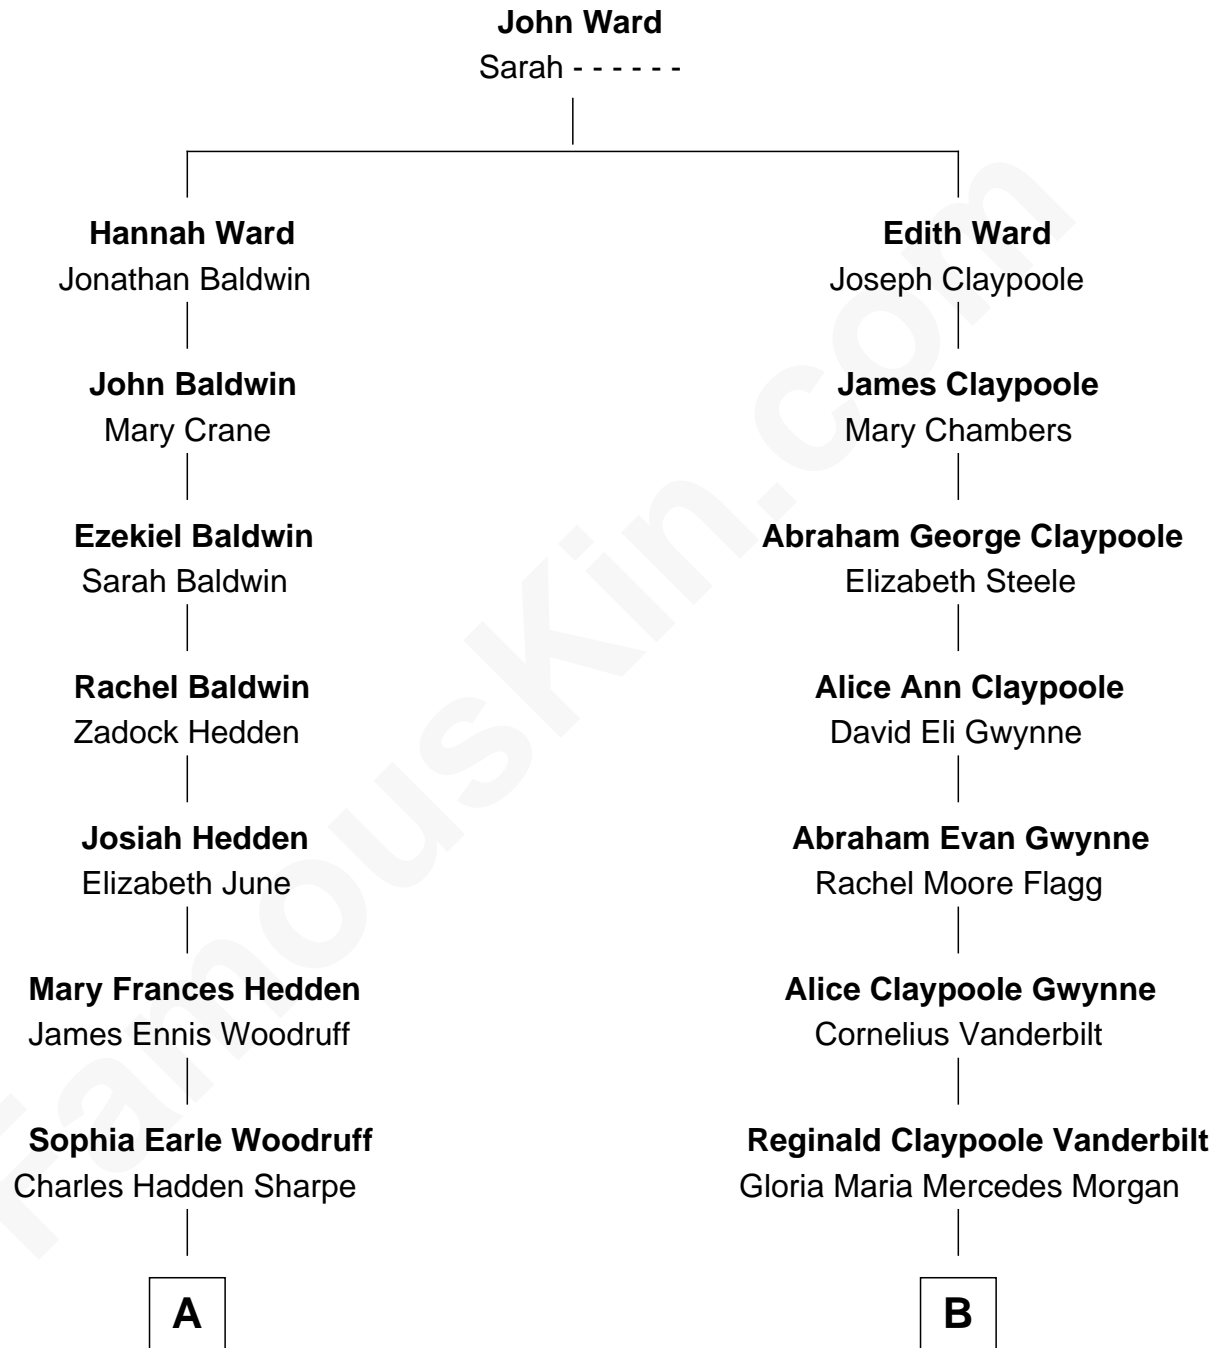 John Ward
Sarah - - - - - -
Hannah Ward
Jonathan Baldwin
John Baldwin
Mary Crane
Ezekiel Baldwin
Sarah Baldwin
Rachel Baldwin
Zadock Hedden
Josiah Hedden
Elizabeth June
Mary Frances Hedden
James Ennis Woodruff
Sophia Earle Woodruff
Charles Hadden Sharpe
A
Edith Ward
Joseph Claypoole
James Claypoole
Mary Chambers
Abraham George Claypoole
Elizabeth Steele
Alice Ann Claypoole
David Eli Gwynne
Abraham Evan Gwynne
Rachel Moore Flagg
Alice Claypoole Gwynne
Cornelius Vanderbilt
Reginald Claypoole Vanderbilt
Gloria Maria Mercedes Morgan
B
FamousKin.com